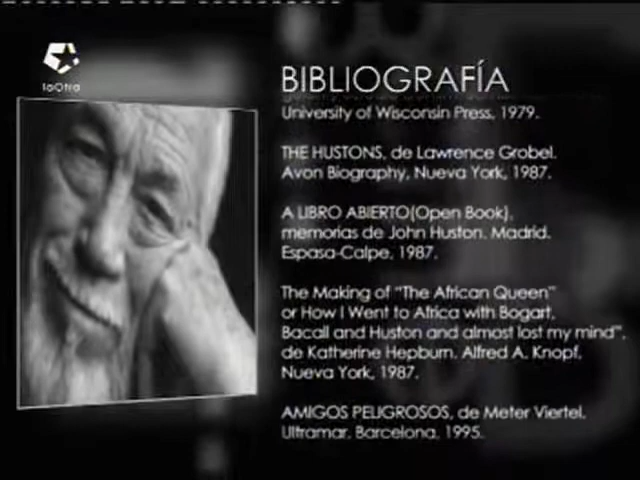 laOtra
BIBLIOGRAFÍA
University of Wisconsin Press, 1979.
THE HUSTONS, de Lawrence Grobel.
Avon Biography, Nueva York, 1987.
A LIBRO ABIERTO(Open Book),
memorias de John Huston. Madrid.
Espasa-Calpe, 1987.
The Making of "The African Queen"
or How I Went to Africa with Bogart,
Bacall and Huston and almost lost my mind",
de Katherine Hepburn. Alfred A. Knopf,
Nueva York, 1987.
AMIGOS PELIGROSOS, de Meter Viertel.
Ultramar, Barcelona, 1995.